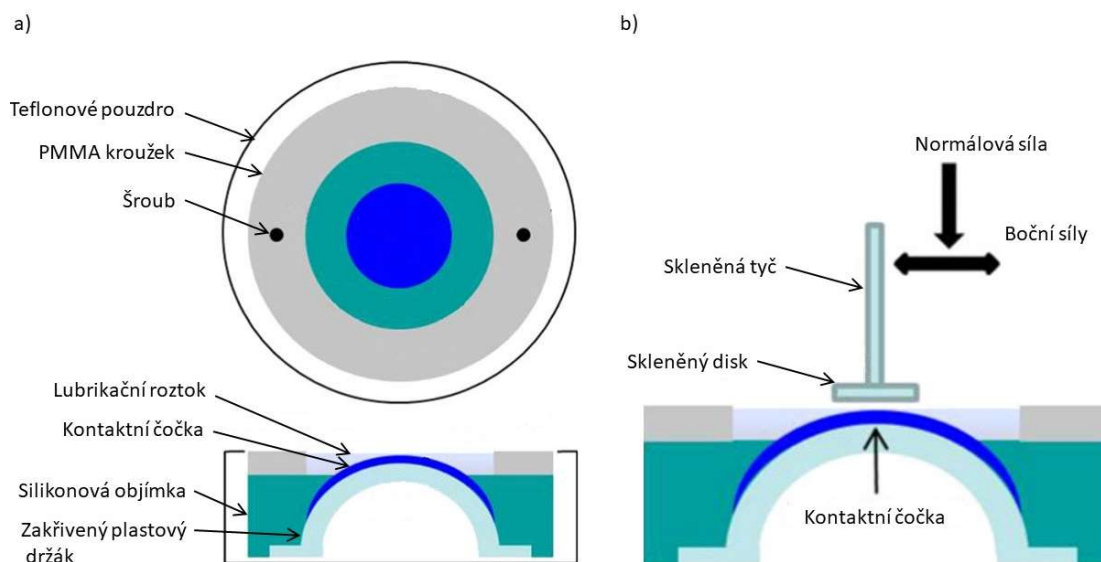 a)
Teflonové pouzdro
PMMA kroužek
Šroub
Lubrikační roztok
Kontaktní čočka
Silikonová objímka
Zakřivený plastový
držák
b)
Normálová síla
Boční síly
Skleněná tyč
Skleněný disk
Kontaktní čočka